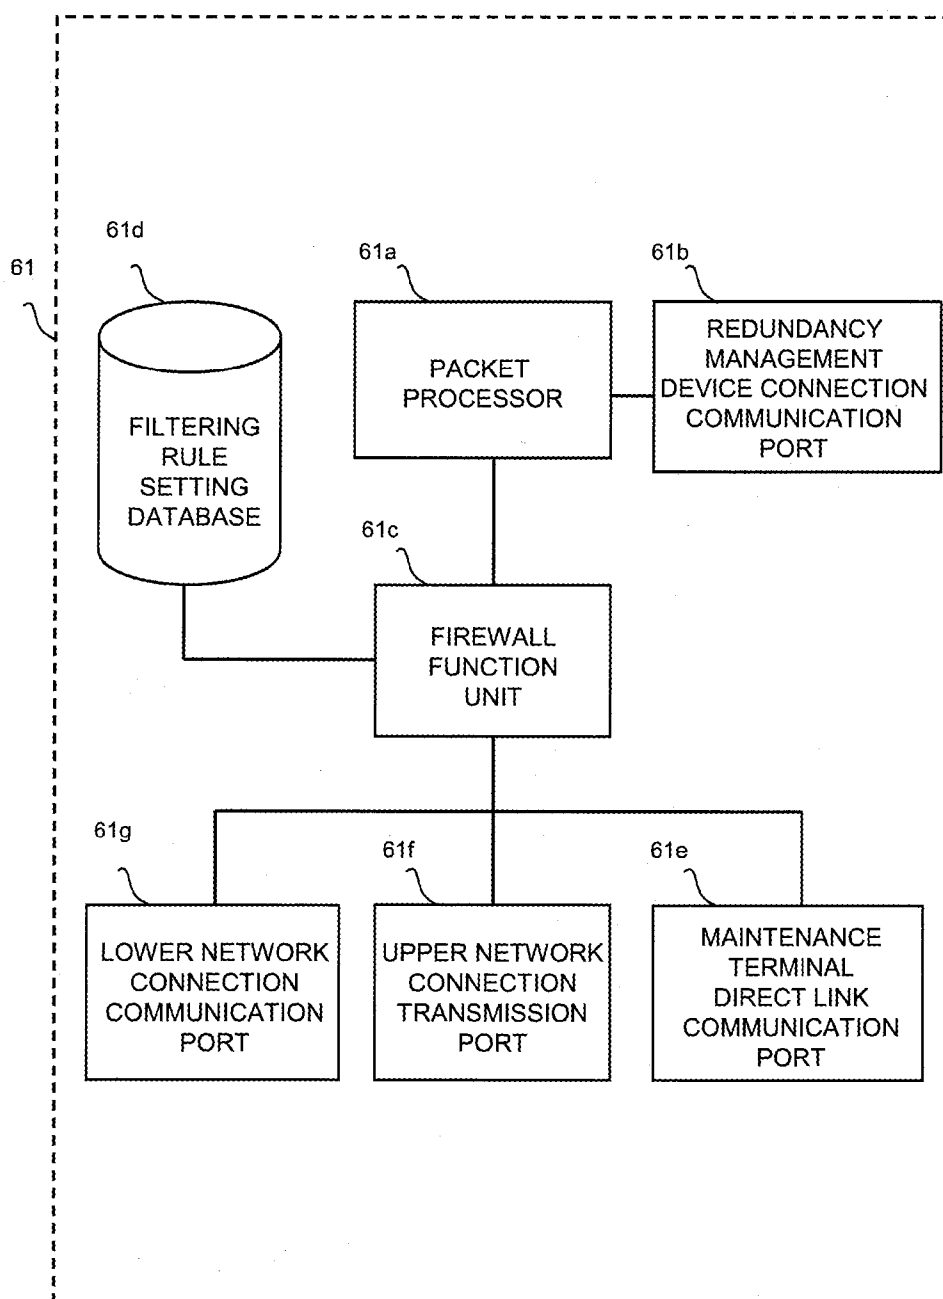 61d
61
61a
61b
FILTERING
RULE
SETTING
DATABASE
PACKET
PROCESSOR
REDUNDANCY
MANAGEMENT
DEVICE CONNECTION
COMMUNICATION
PORT
61c
FIREWALL
FUNCTION
UNIT
61g
61f
61e
LOWER NETWORK
CONNECTION
COMMUNICATION
PORT
UPPER NETWORK
CONNECTION
TRANSMISSION
PORT
MAINTENANCE
TERMINAL
DIRECT LINK
COMMUNICATION
PORT